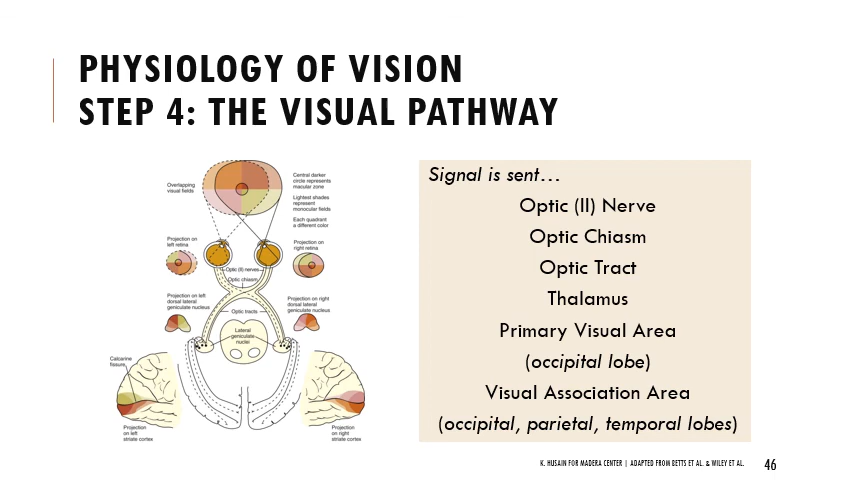 PHYSIOLOGY OF VISION
STEP 4: THE VISUAL PATHWAY
Overlapping
visual fields
Central darker
circle represents
macular zone
Lightest shades
represent
monocular fields
Each quadrant
a different color
Projection on
left retina
Projection on
right retina
Optic (II) nerves
Optic chiasm
Projection on left
dorsal lateral
geniculate nucleus
Projection on right
dorsal lateral
geniculate nucleus
Optic tracts
Lateral
geniculate
nuclei
Calcarine
fissure
Projection
on left
striate cortex
Projection
on right
striate cortex
Signal is sent…
Optic (II) Nerve
Optic Chiasm
Optic Tract
Thalamus
Primary Visual Area
(occipital lobe)
Visual Association Area
(occipital, parietal, temporal lobes)
K. HUSAIN FOR MADERA CENTER | ADAPTED FROM BETTS ET AL. & WILEY ET AL.
46